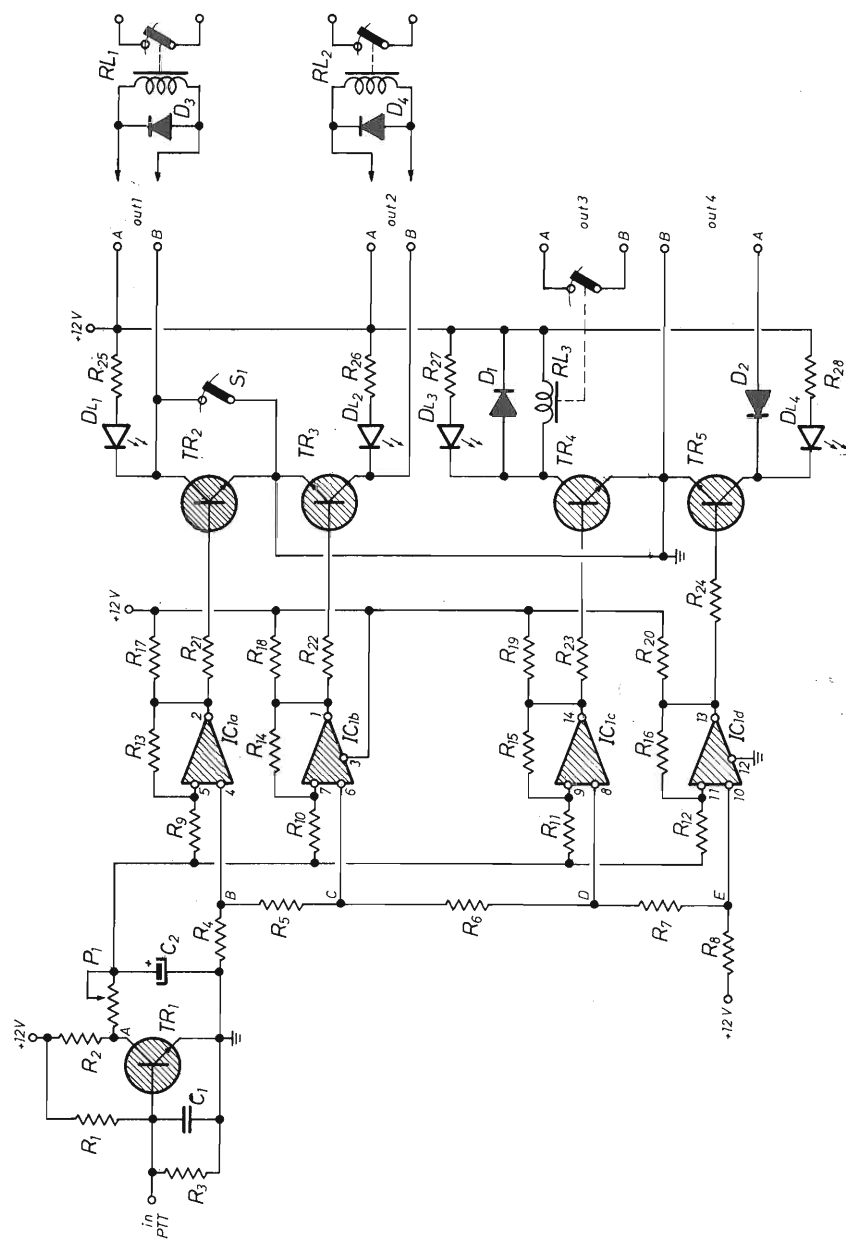 RL₁
D₃
RL₂
D₄
out 1
A
B
out 2
A
B
out 3
A
B
out 4
B
A
+12V
R₂₅
DL₁
S₁
TR₂
R₂₆
DL₂
TR₃
R₂₇
DL₃
D₁
RL₃
TR₄
D₂
DL₄
R₂₈
TR₅
R₂₄
+12V
R₁₇
R₂₁
R₁₃
2
IC1a
5
4
R₉
R₁₈
R₂₂
R₁₄
1
IC1b
3
7
6
R₁₀
R₁₉
R₂₃
R₁₅
14
IC1c
9
8
R₁₁
R₂₀
R₁₆
13
IC1d
12
11
10
R₁₂
B
R₅
C
R₆
D
R₇
E
R₈
+12V
R₄
P₁
+
C₂
+12V
R₂
A
TR₁
R₁
C₁
R₃
in
PTT